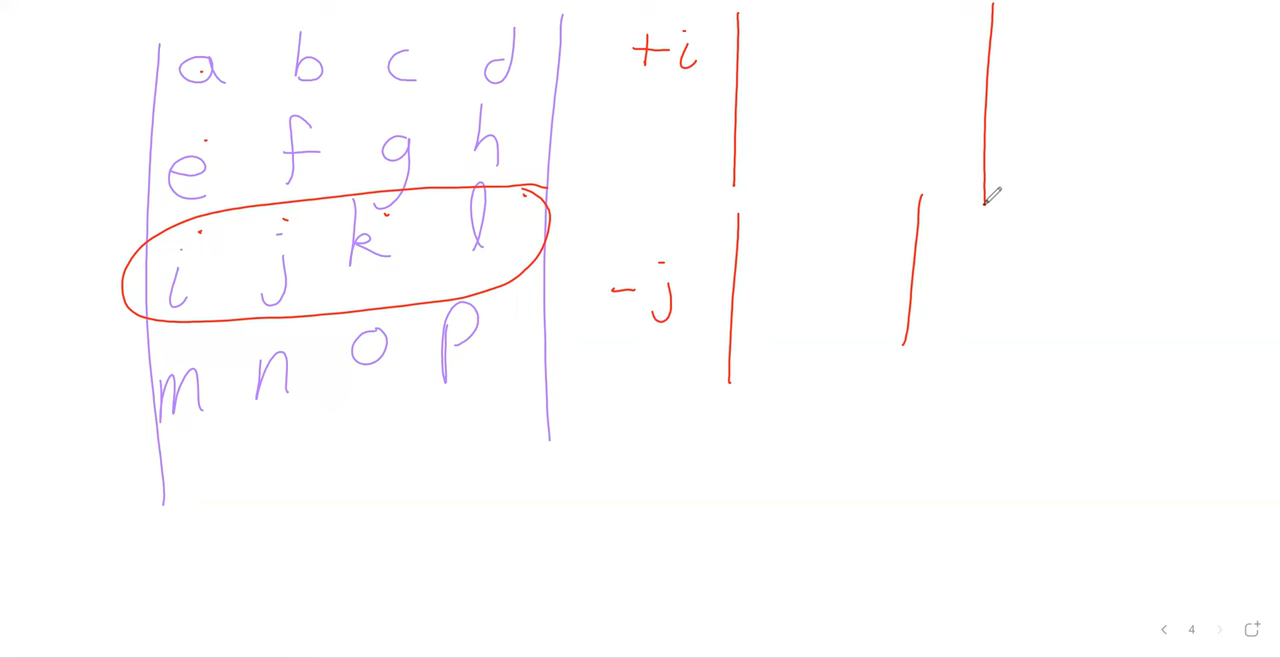 | a b c d | +i | |
| e f g h |
| i j k l | -j | |
| m n o p |
4